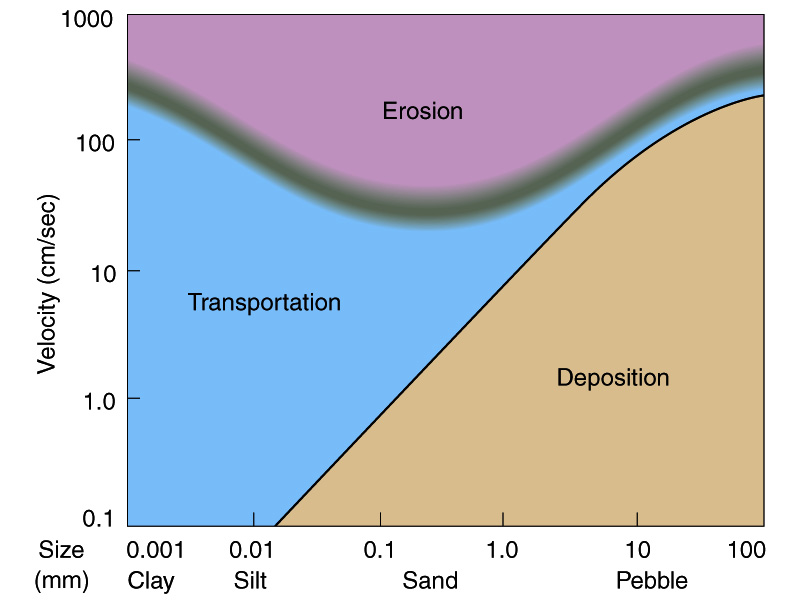 1000
Erosion
100
Velocity (cm/sec)
10
Transportation
Deposition
1.0
0.1
Size 0.001 0.01 0.1 1.0 10 100
(mm) Clay Silt Sand Pebble